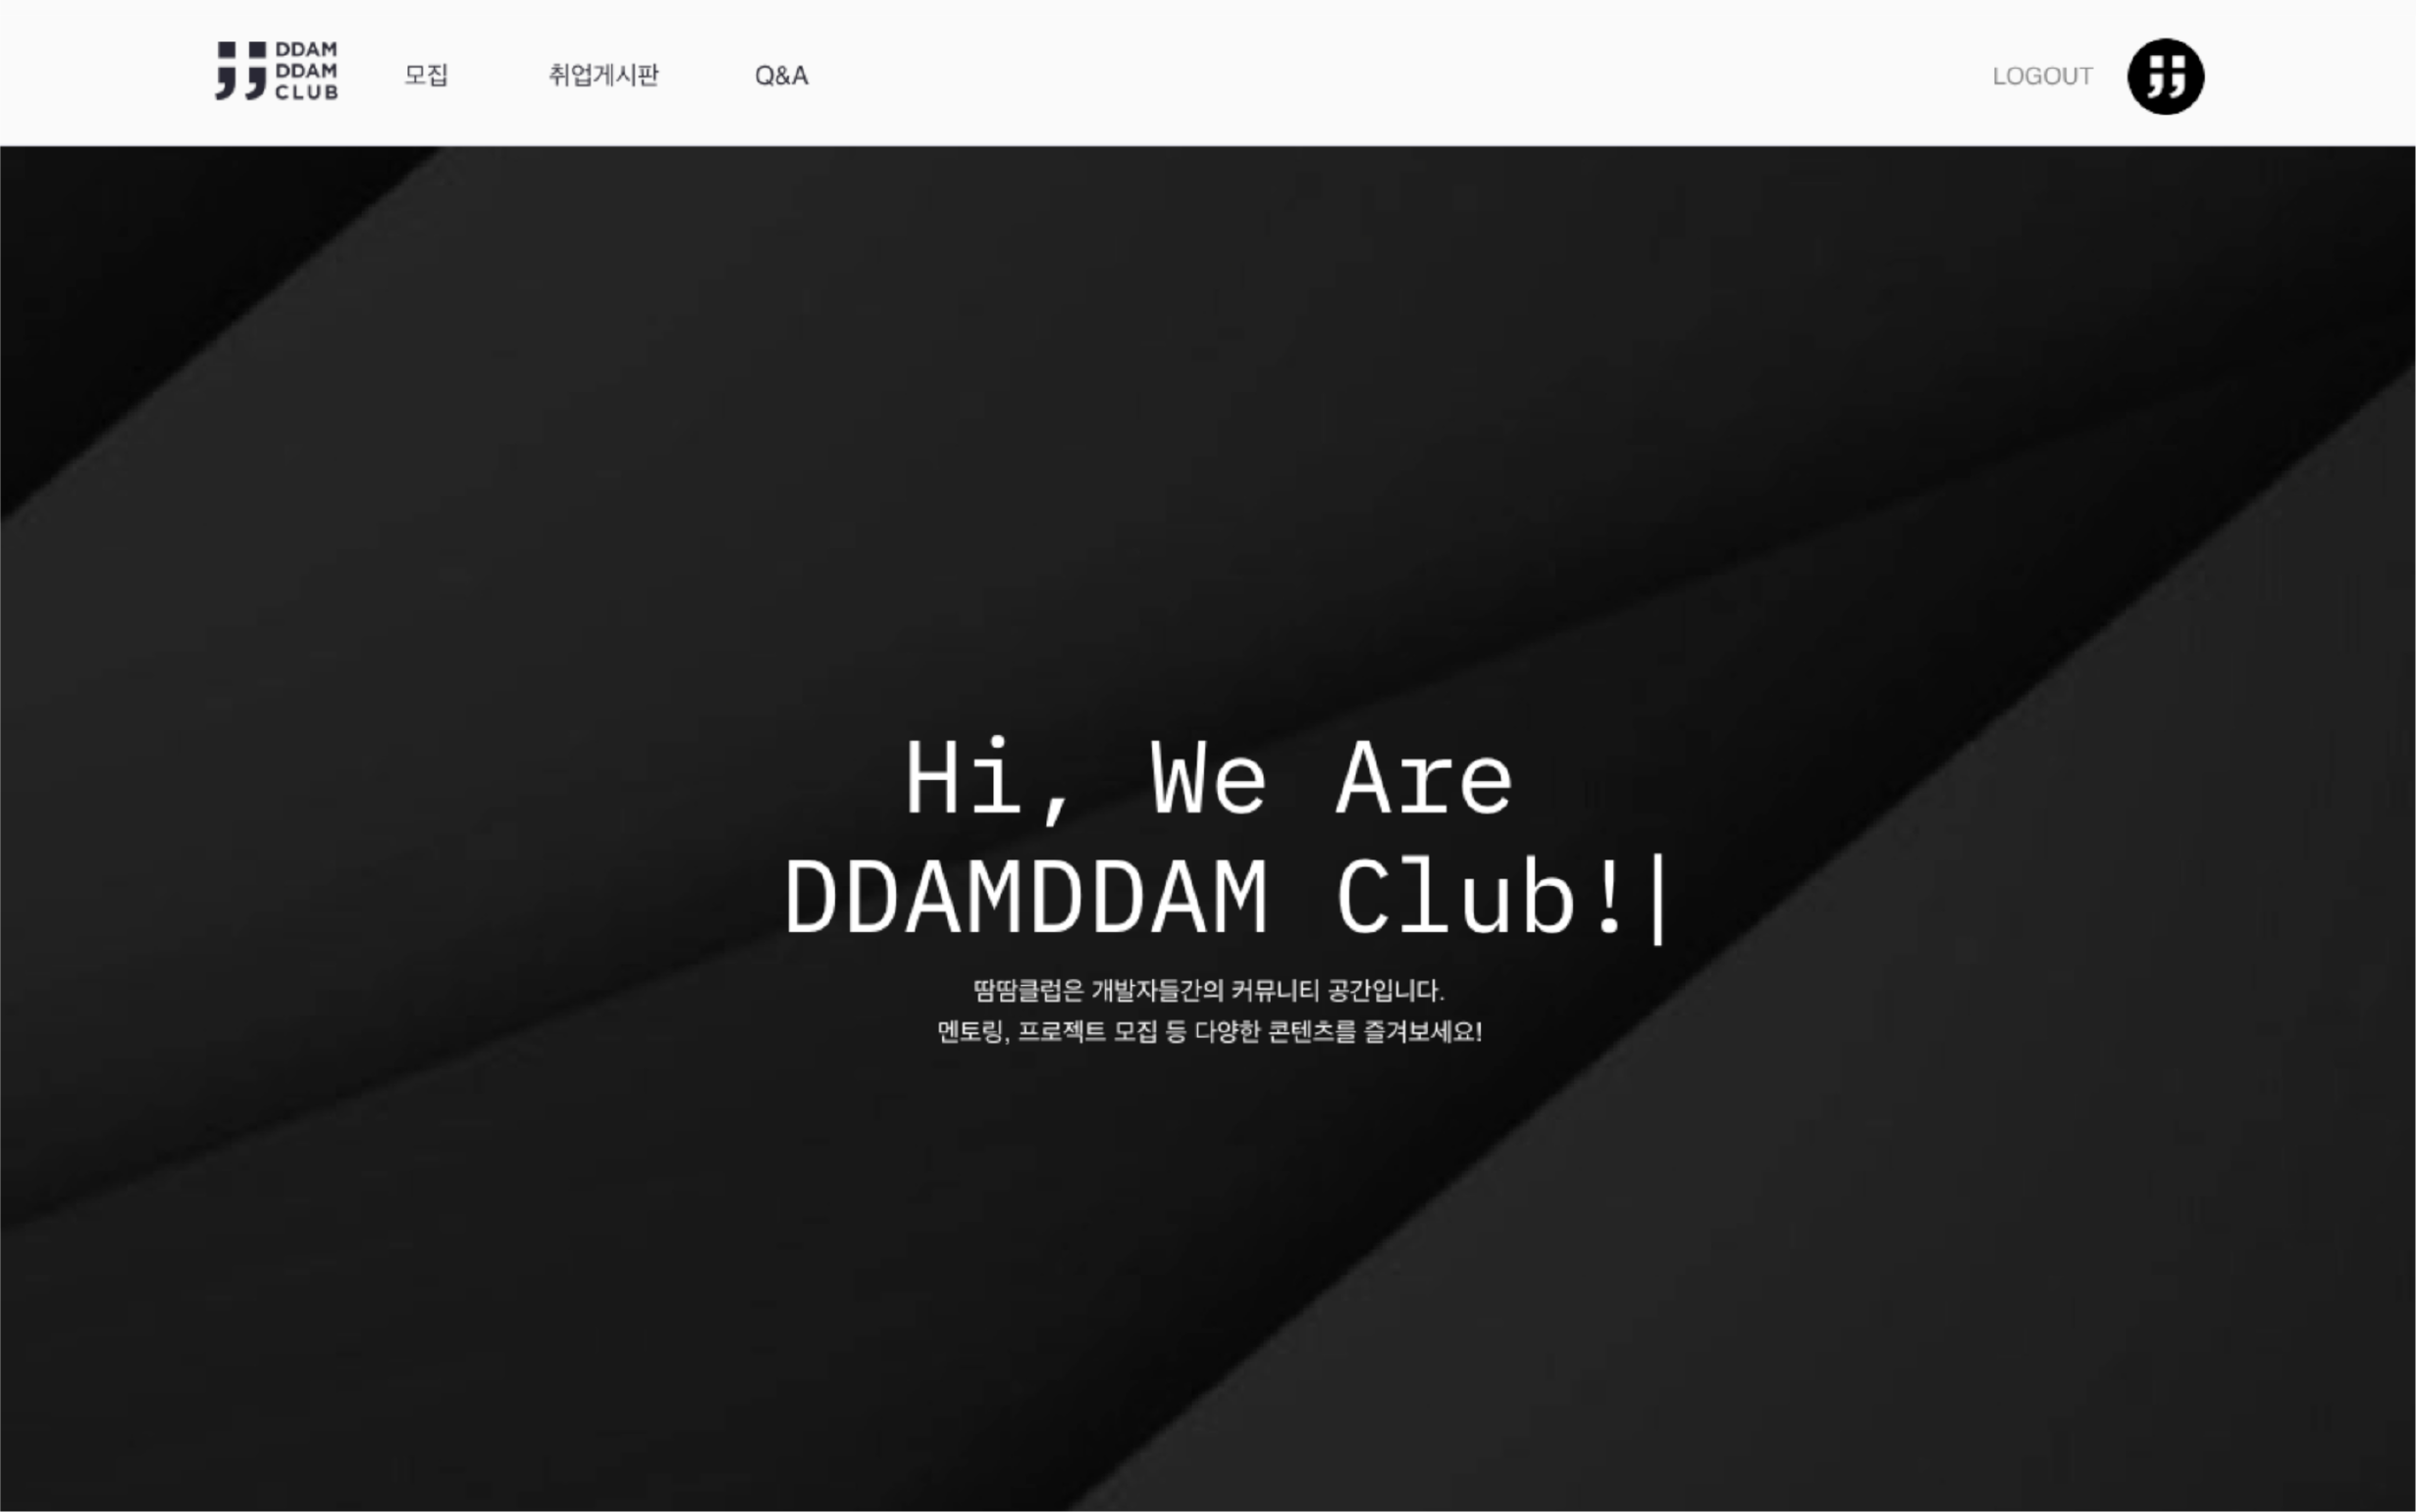 DDAM
DDAM
CLUB
모집
취업게시판
Q&A
LOGOUT
Hi, We Are
DDAMDDAM Club!|
땀땀클럽은 개발자들간의 커뮤니티 공간입니다.
멘토링, 프로젝트 모집 등 다양한 콘텐츠를 즐겨보세요!